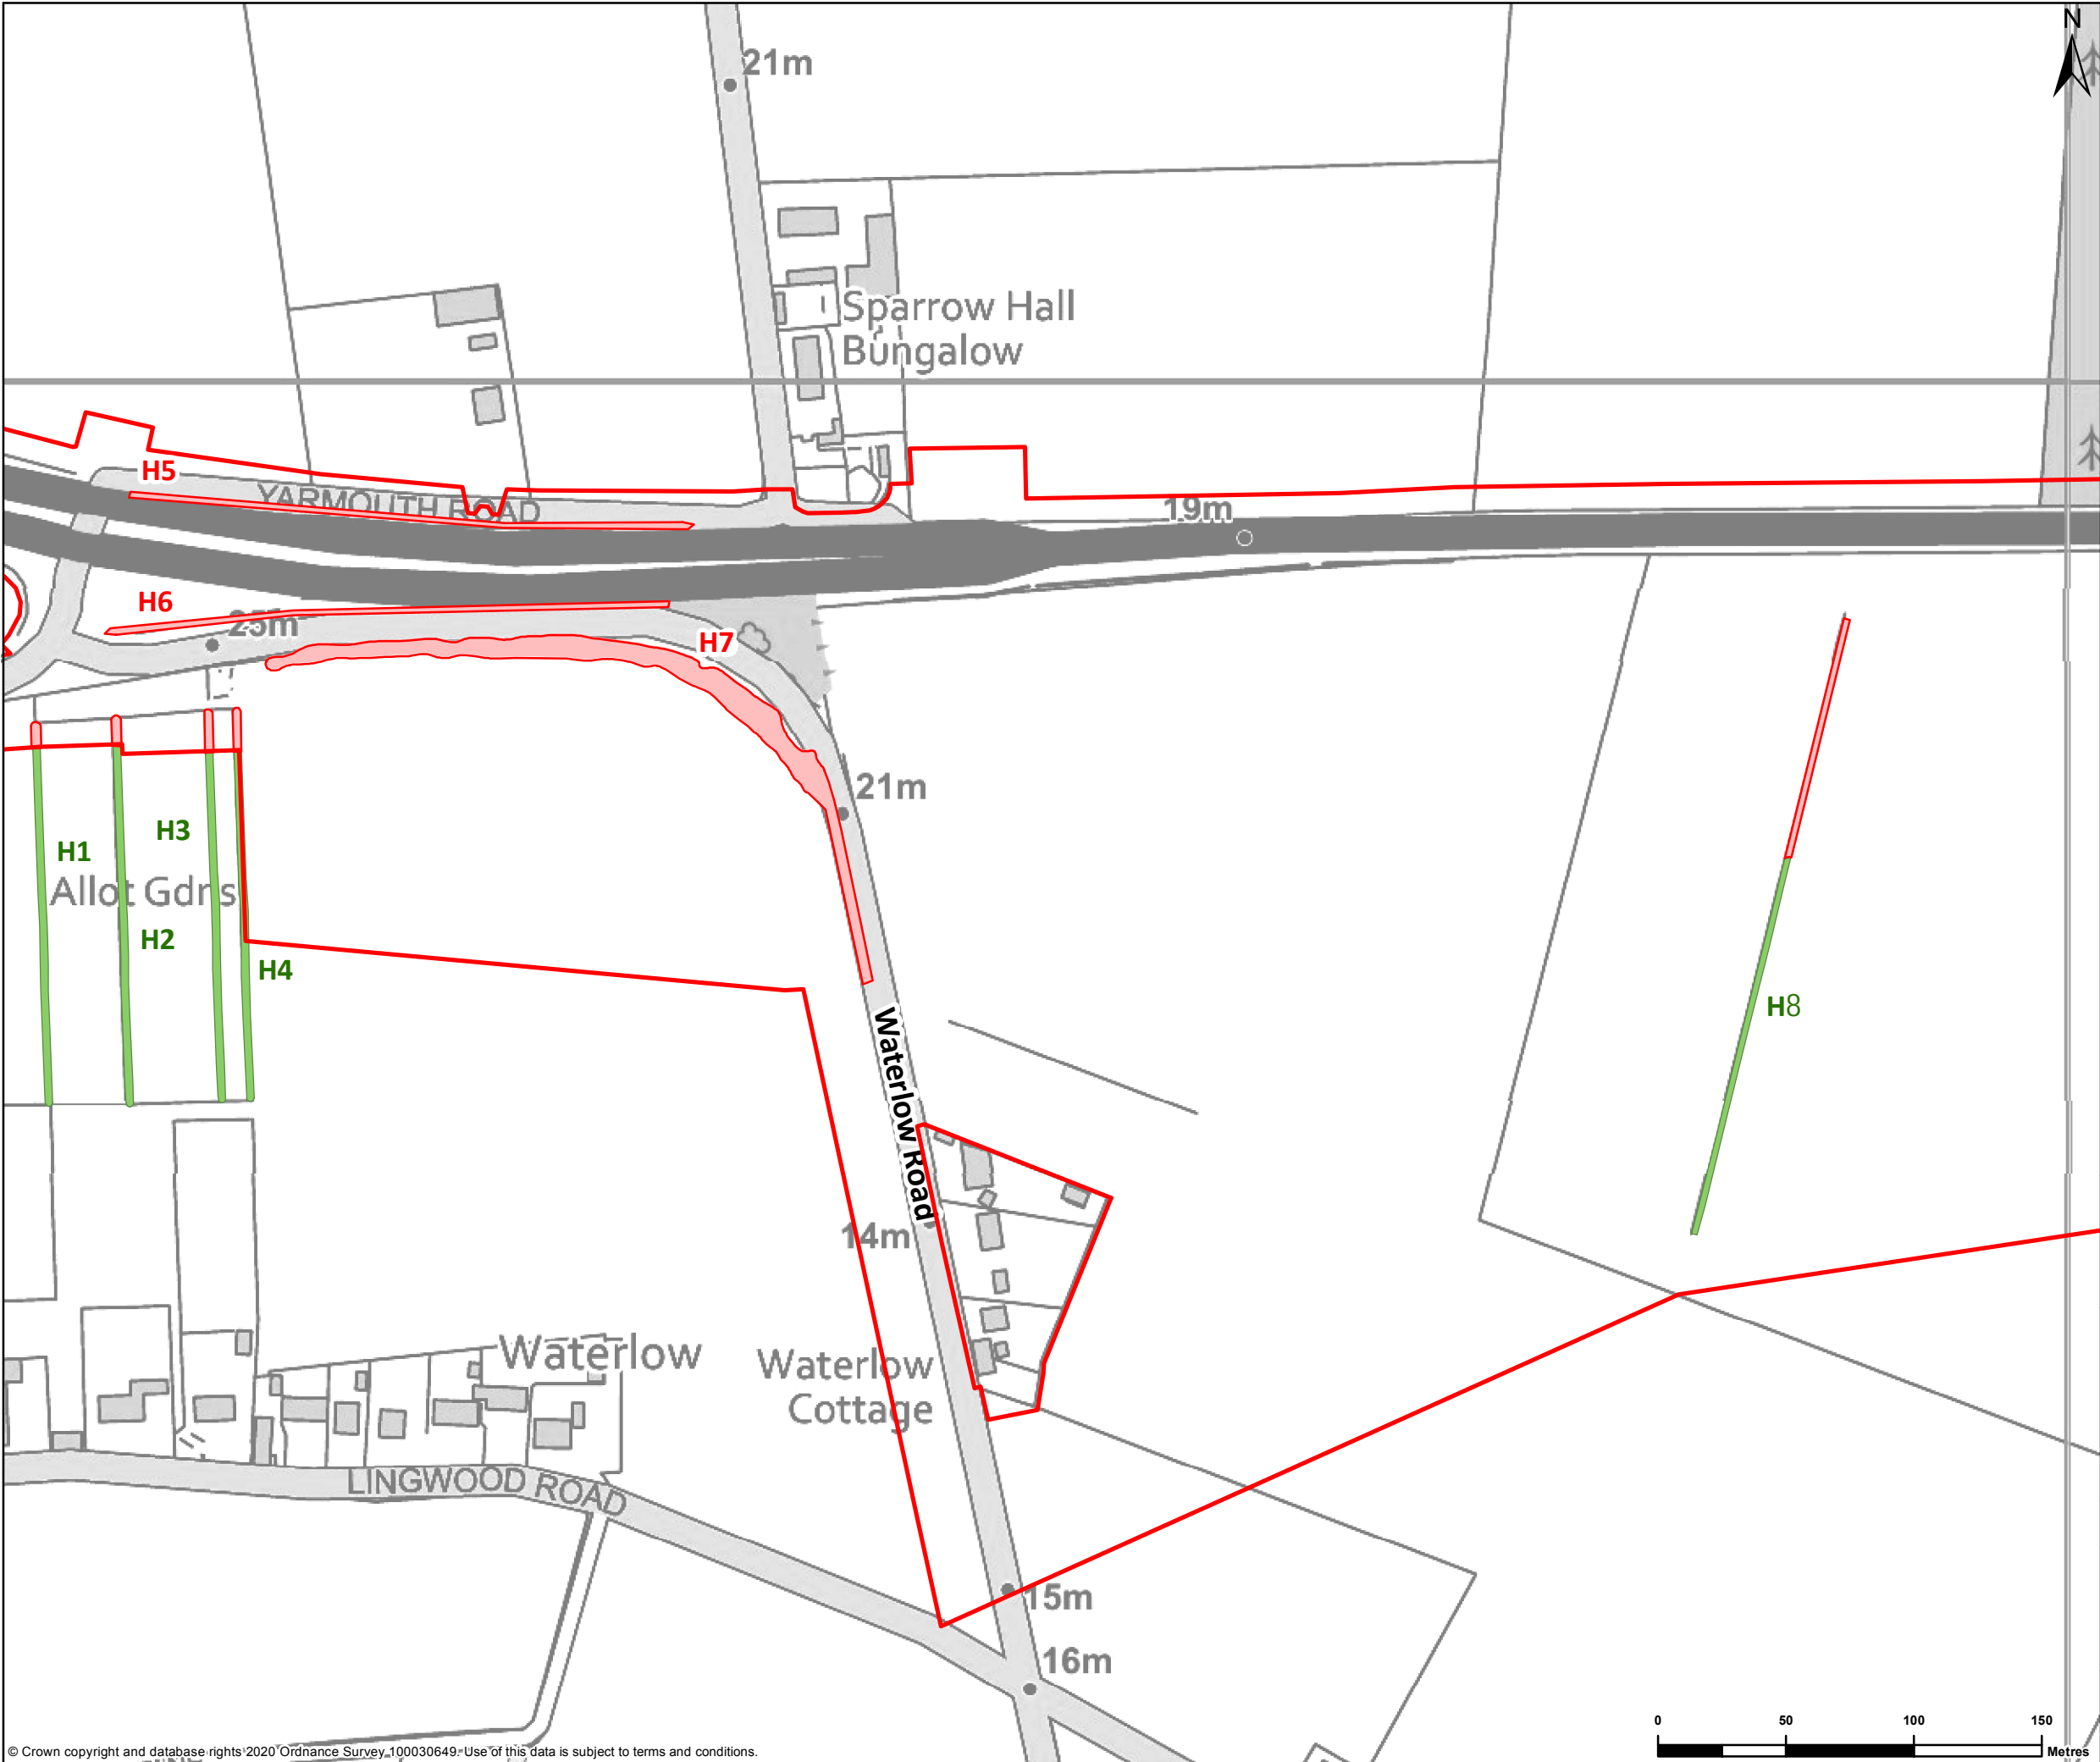 N
21m
Sparrow Hall
Bungalow
H5
YARMOUTH ROAD
19m
H6
25m
H7
21m
H3
H1
Allot Gdns
H2
H4
H8
Waterlow Road
14m
Waterlow
Waterlow
Cottage
LINGWOOD ROAD
15m
16m
0 50 100 150
Metres
© Crown copyright and database rights 2020 Ordnance Survey 100030649. Use of this data is subject to terms and conditions.